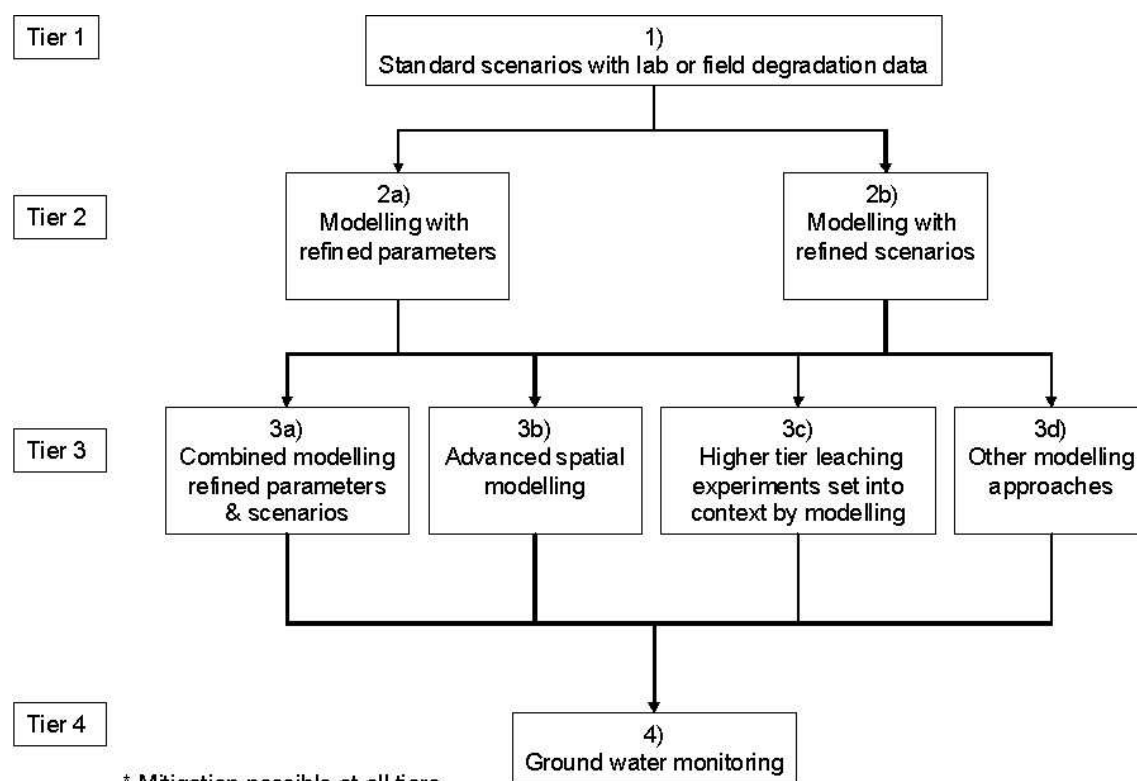 Tier 1
1)
Standard scenarios with lab or field degradation data
Tier 2
2a)
Modelling with
refined parameters
2b)
Modelling with
refined scenarios
Tier 3
3a)
Combined modelling
refined parameters
& scenarios
3b)
Advanced spatial
modelling
3c)
Higher tier leaching
experiments set into
context by modelling
3d)
Other modelling
approaches
Tier 4
4)
Ground water monitoring
* Mitigation possible at all tiers